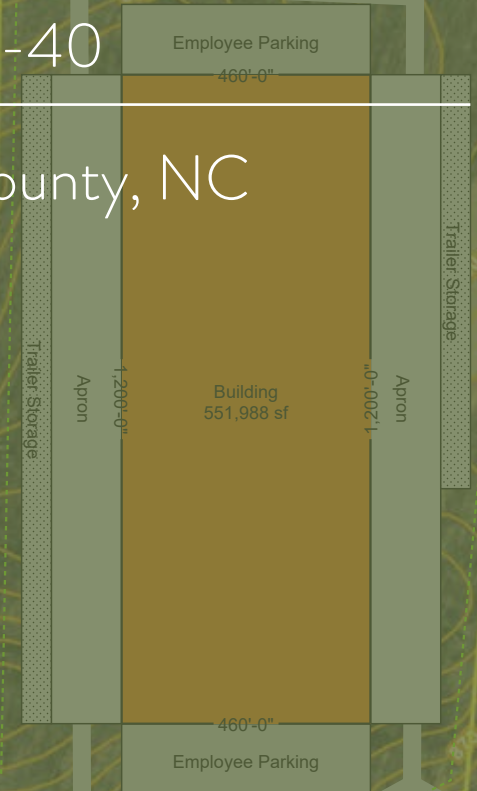 Employee Parking
-40
460'-0"
ounty, NC
Trailer Storage
Trailer Storage
Apron
1,200'-0"
Building
551,988 sf
1,200'-0"
Apron
460'-0"
Employee Parking